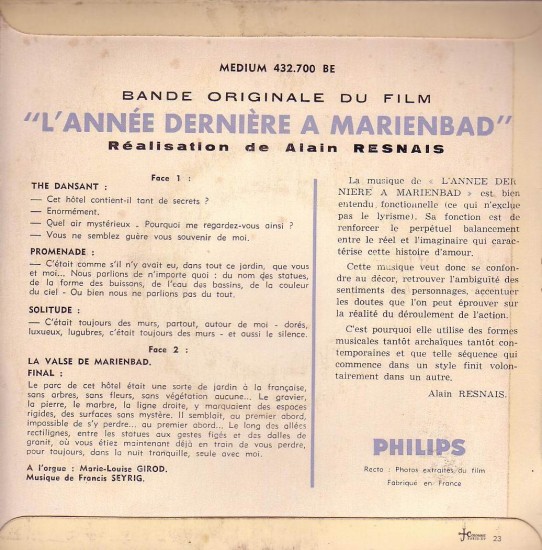 MEDIUM 432.700 BE
BANDE ORIGINALE DU FILM
"L'ANNÉE DERNIÈRE A MARIENBAD"
Réalisation de Alain RESNAIS
Face 1 :
THE DANSANT :
— Cet hôtel contient-il tant de secrets ?
— Enormément.
— Quel air mystérieux . Pourquoi me regardez-vous ainsi ?
— Vous ne semblez guère vous souvenir de moi.
PROMENADE :
— C'était comme s'il n'y avait eu, dans tout ce jardin, que vous
et moi... Nous parlions de n'importe quoi : du nom des statues,
de la forme des buissons, de l'eau des bassins, de la couleur
du ciel - Ou bien nous ne parlions pas du tout.
SOLITUDE :
— C'était toujours des murs, partout, autour de moi - dorés,
luxueux, lugubres, c'était toujours des murs - et aussi le silence.
Face 2 :
LA VALSE DE MARIENBAD.
FINAL :
Le parc de cet hôtel était une sorte de jardin à la française,
sans arbres, sans fleurs, sans végétation aucune... Le gravier,
la pierre, le marbre, la ligne droite, y marquaient des espaces
rigides, des surfaces sans mystère. Il semblait, au premier abord,
impossible de s'y perdre... au premier abord... Le long des allées
rectilignes, entre les statues aux gestes figés et des dalles de
granit, où vous étiez maintenant déjà en train de vous perdre,
pour toujours, dans la nuit tranquille, seule avec moi.
A l'orgue : Marie-Louise GIROD.
Musique de Francis SEYRIG.
La musique de « L'ANNEE DER
NIERE A MARIENBAD » est bien
entendu fonctionnelle (ce qui n'exclue
pas le lyrisme). Sa fonction est de
renforcer le perpétuel balancement
entre le réel et l'imaginaire qui carac-
térise cette histoire d'amour.
Cette musique veut donc se confon-
dre au décor, retrouver l'ambiguïté des
sentiments des personnages, accentuer
les doutes que l'on peut éprouver sur
la réalité du déroulement de l'action.
C'est pourquoi elle utilise des formes
musicales tantôt archaïques tantôt con-
temporaines et que telle séquence qui
commence dans un style finit volon-
tairement dans un autre.
Alain RESNAIS.
PHILIPS
Recto : Photos extraites du film
Fabriqué en France
23